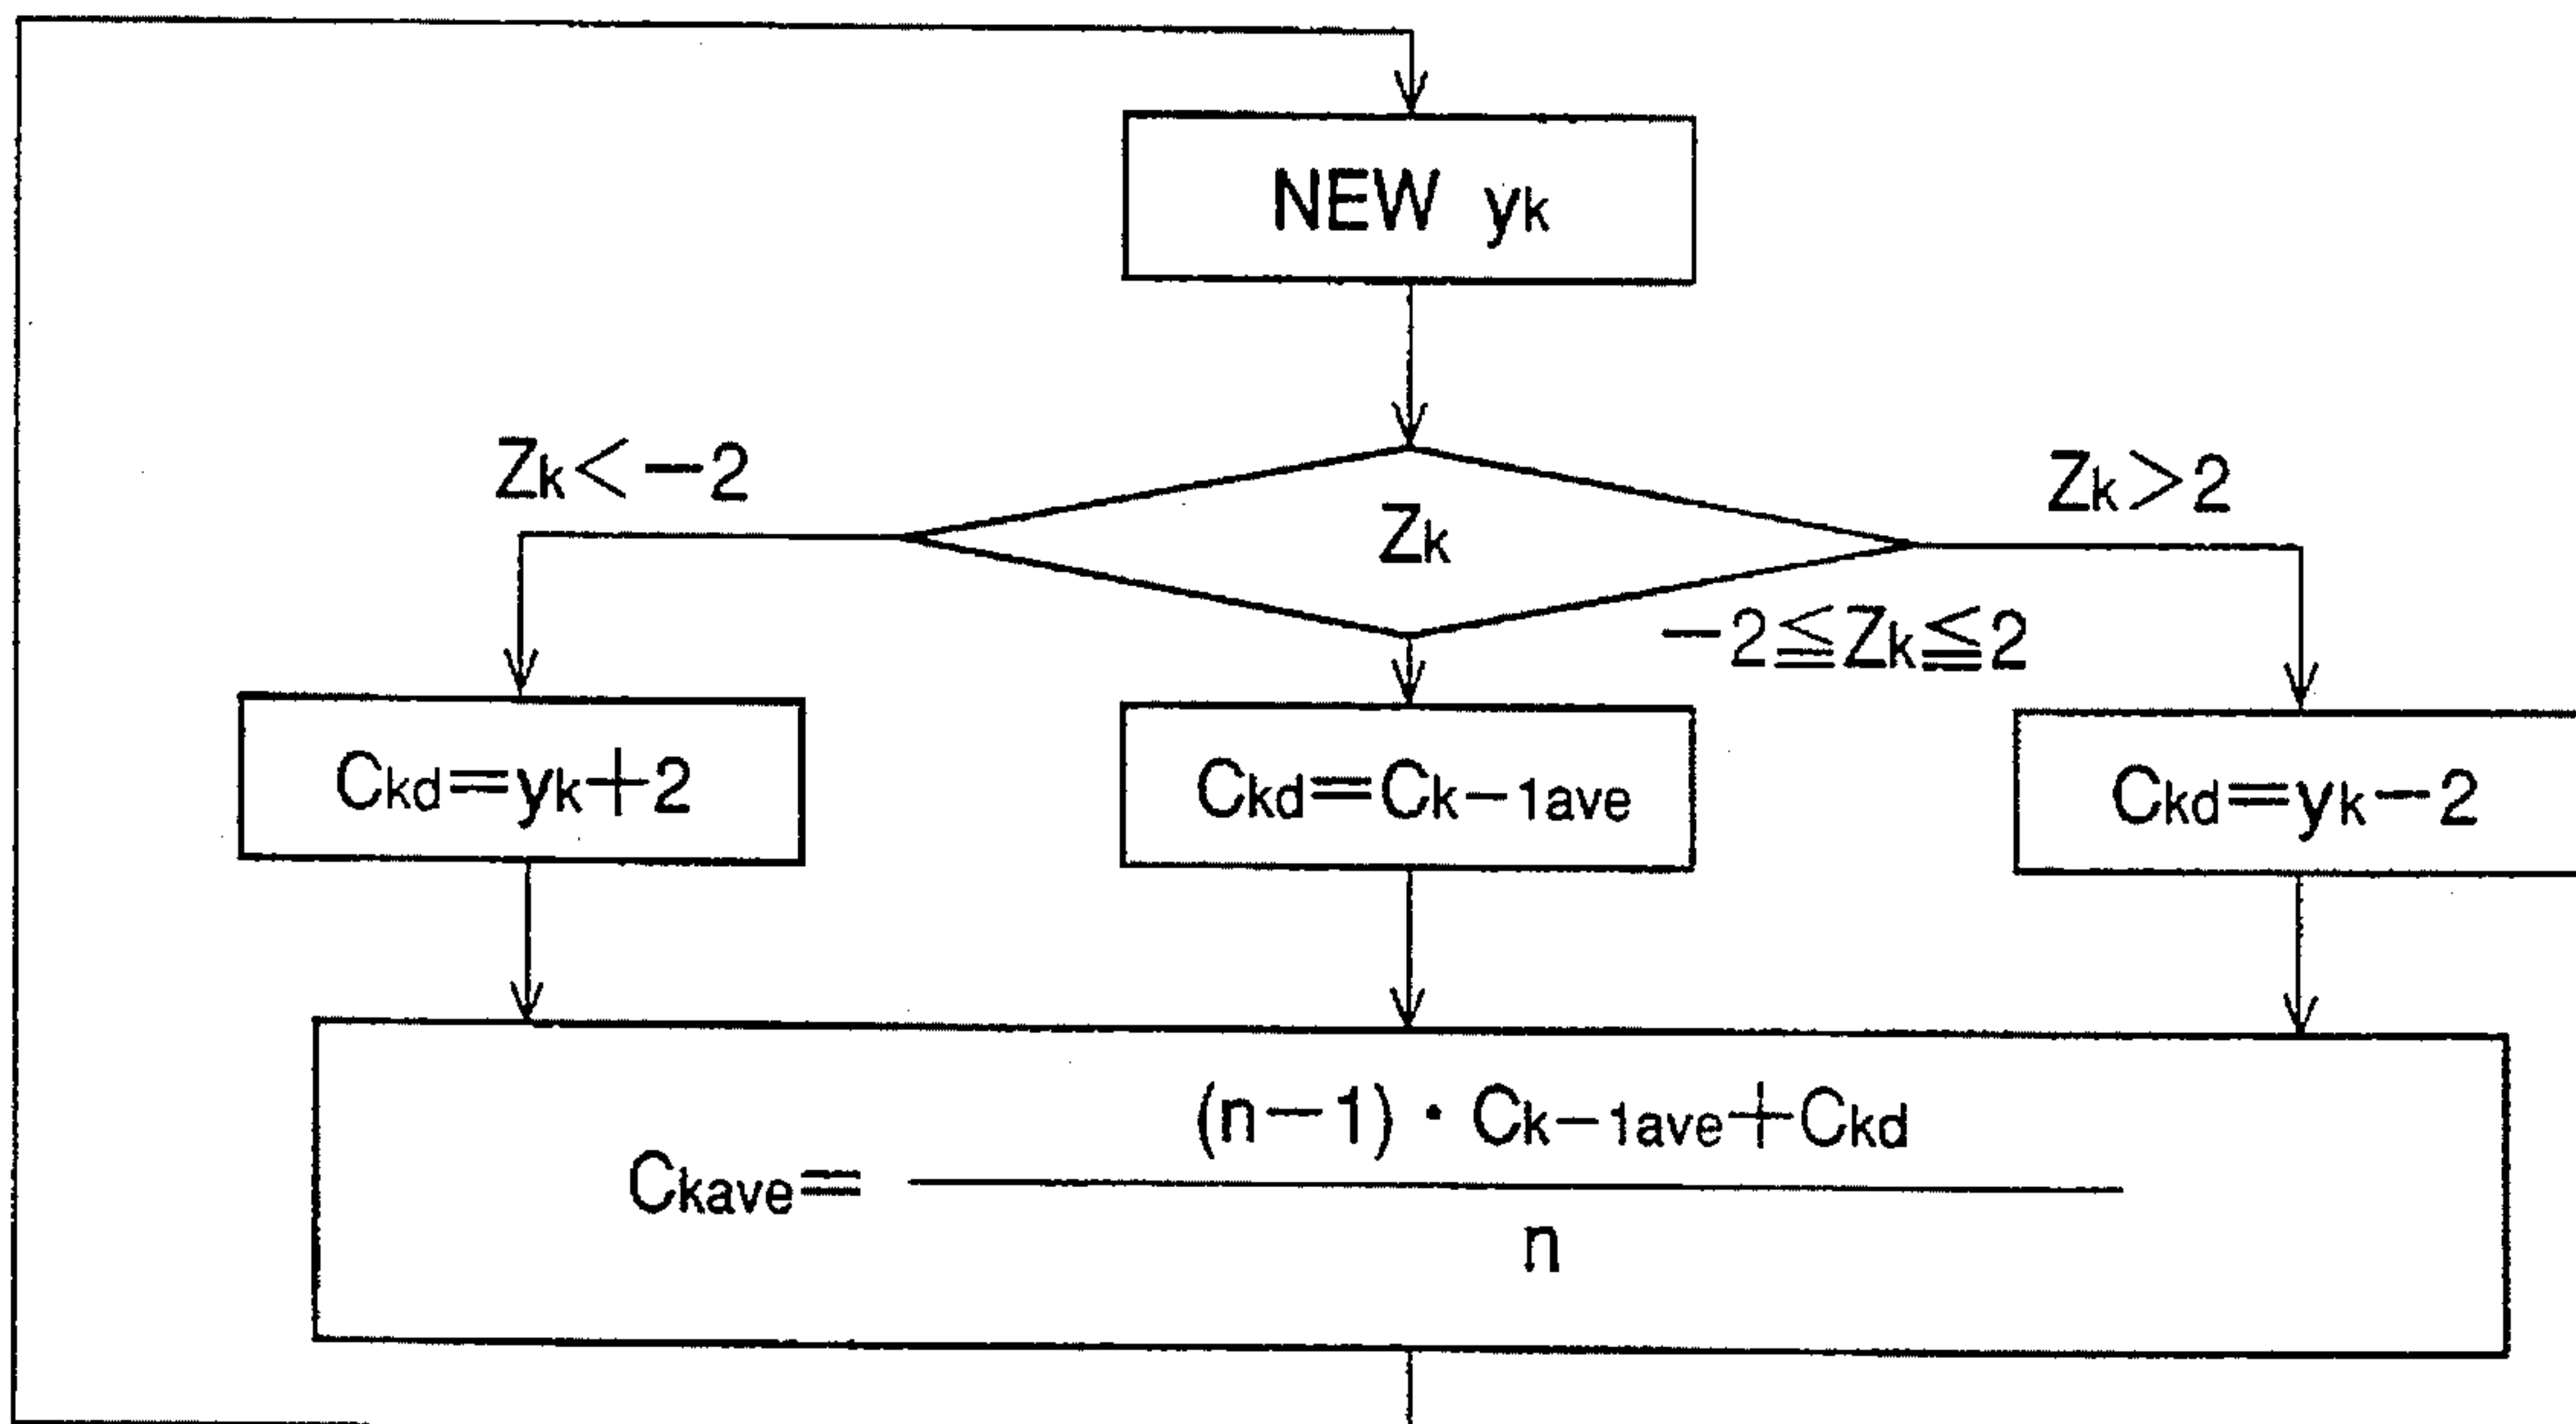 NEW yk
Zk<-2
Zk>2
Zk
-2≦Zk≦2
Ckd=yk+2
Ckd=Ck-1ave
Ckd=yk-2
(n-1)・Ck-1ave+Ckd
Ckave=
n